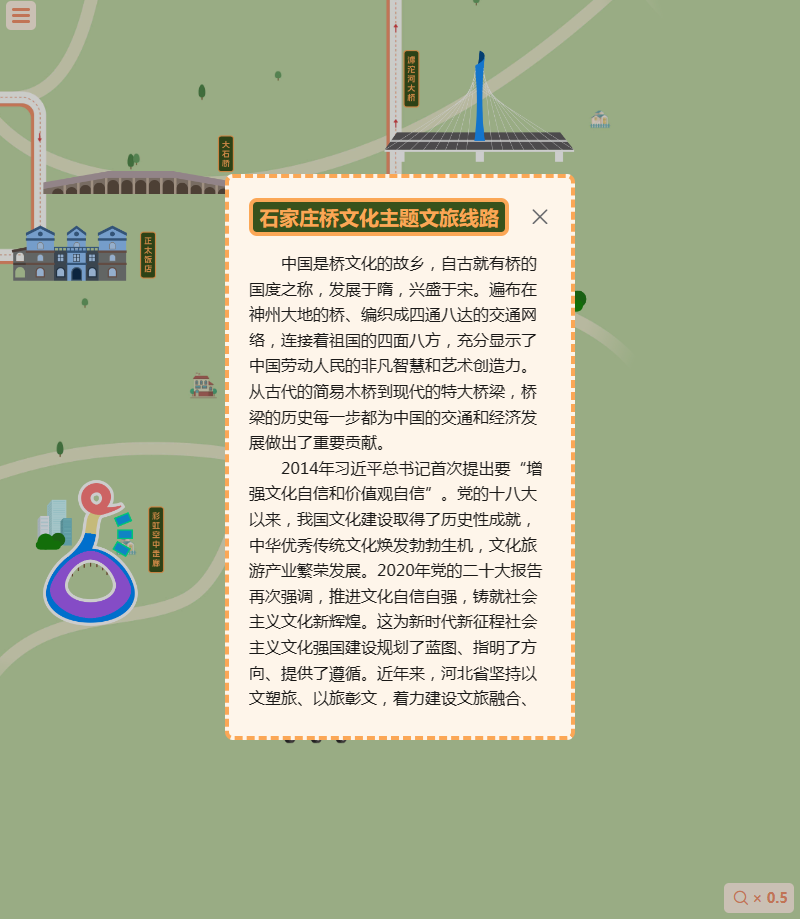 滹沱河大桥
大石桥
石家庄桥文化主题文旅线路
正太饭店
中国是桥文化的故乡，自古就有桥的
国度之称，发展于隋，兴盛于宋。遍布在
神州大地的桥、编织成四通八达的交通网
络，连接着祖国的四面八方，充分显示了
中国劳动人民的非凡智慧和艺术创造力。
从古代的简易木桥到现代的特大桥梁，桥
梁的历史每一步都为中国的交通和经济发
展做出了重要贡献。
2014年习近平总书记首次提出要“增
强文化自信和价值观自信”。党的十八大
以来，我国文化建设取得了历史性成就，
中华优秀传统文化焕发勃勃生机，文化旅
游产业繁荣发展。2020年党的二十大报告
再次强调，推进文化自信自强，铸就社会
主义文化新辉煌。这为新时代新征程社会
主义文化强国建设规划了蓝图、指明了方
向、提供了遵循。近年来，河北省坚持以
文塑旅、以旅彰文，着力建设文旅融合、
彩虹空中走廊
× 0.5